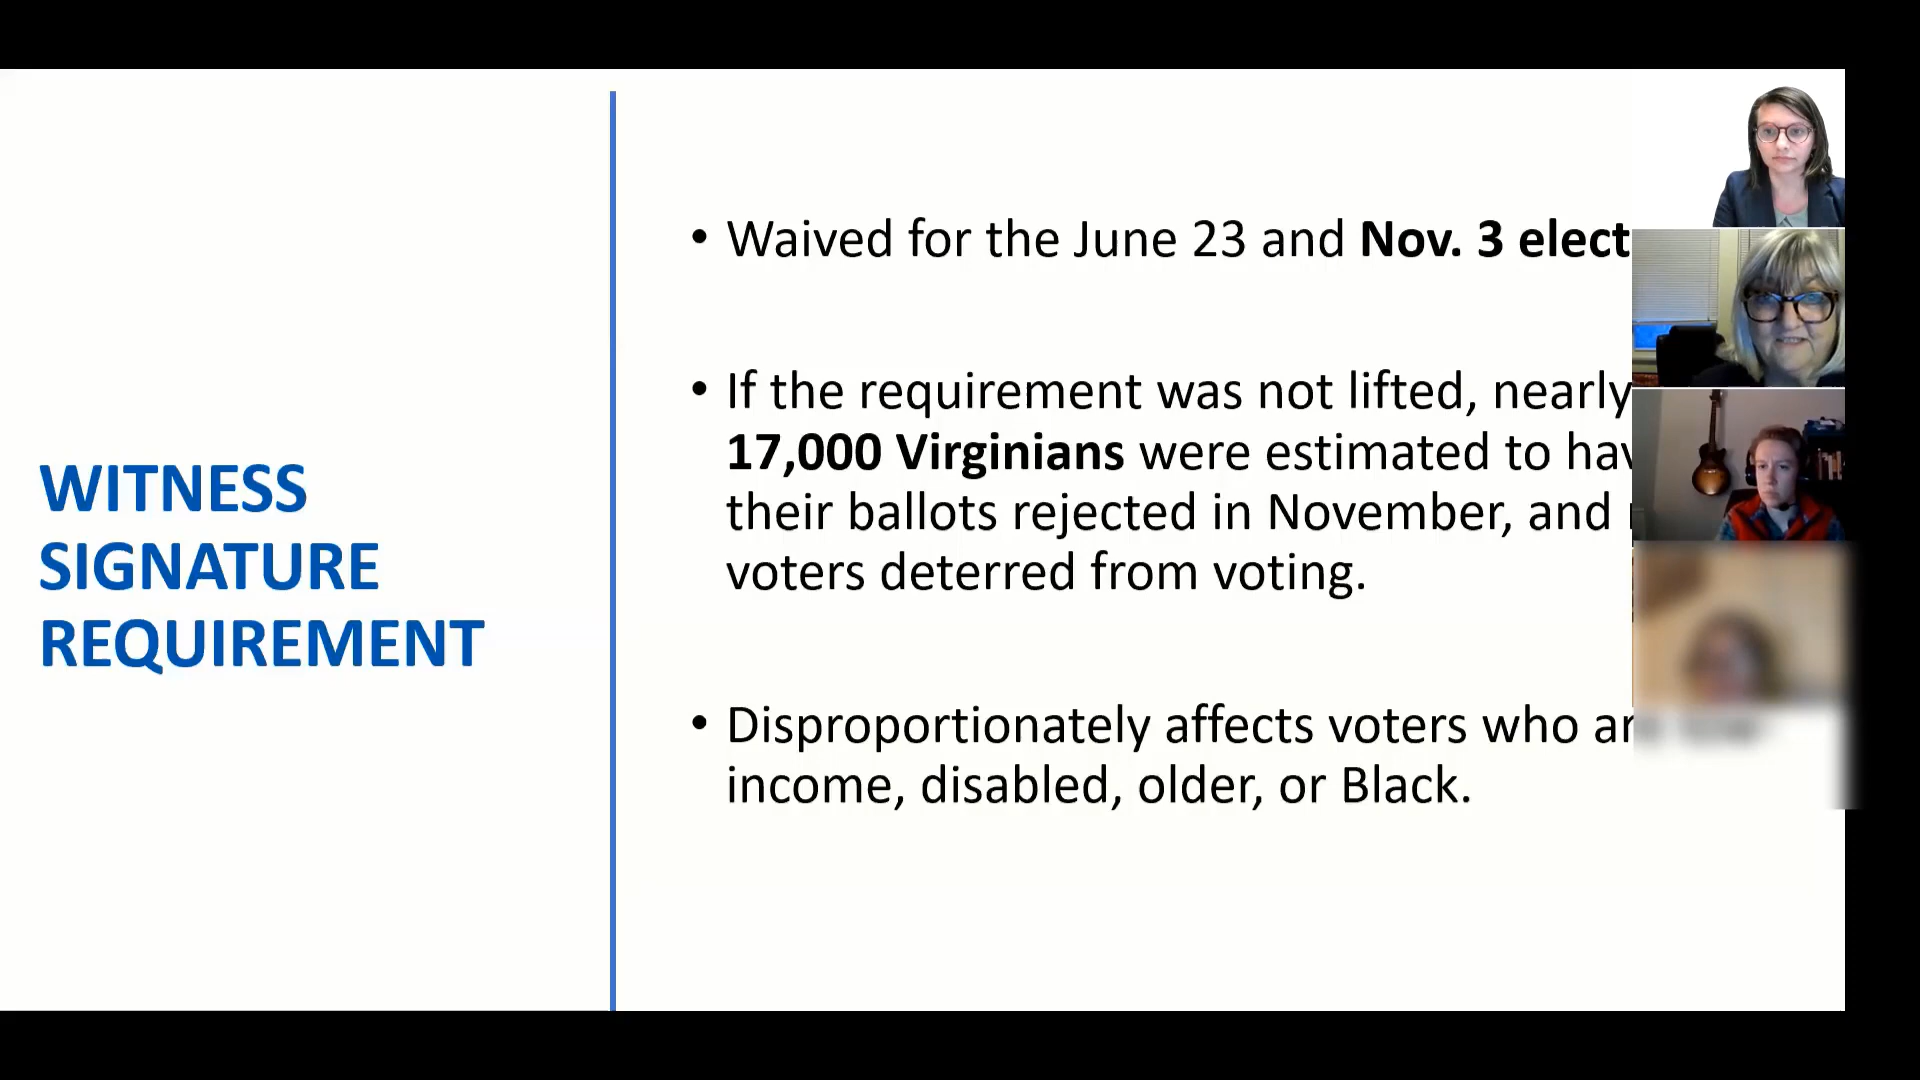 WITNESS
SIGNATURE
REQUIREMENT
• Waived for the June 23 and Nov. 3 elect
• If the requirement was not lifted, nearly
17,000 Virginians were estimated to hav
their ballots rejected in November, and
voters deterred from voting.
• Disproportionately affects voters who are
income, disabled, older, or Black.